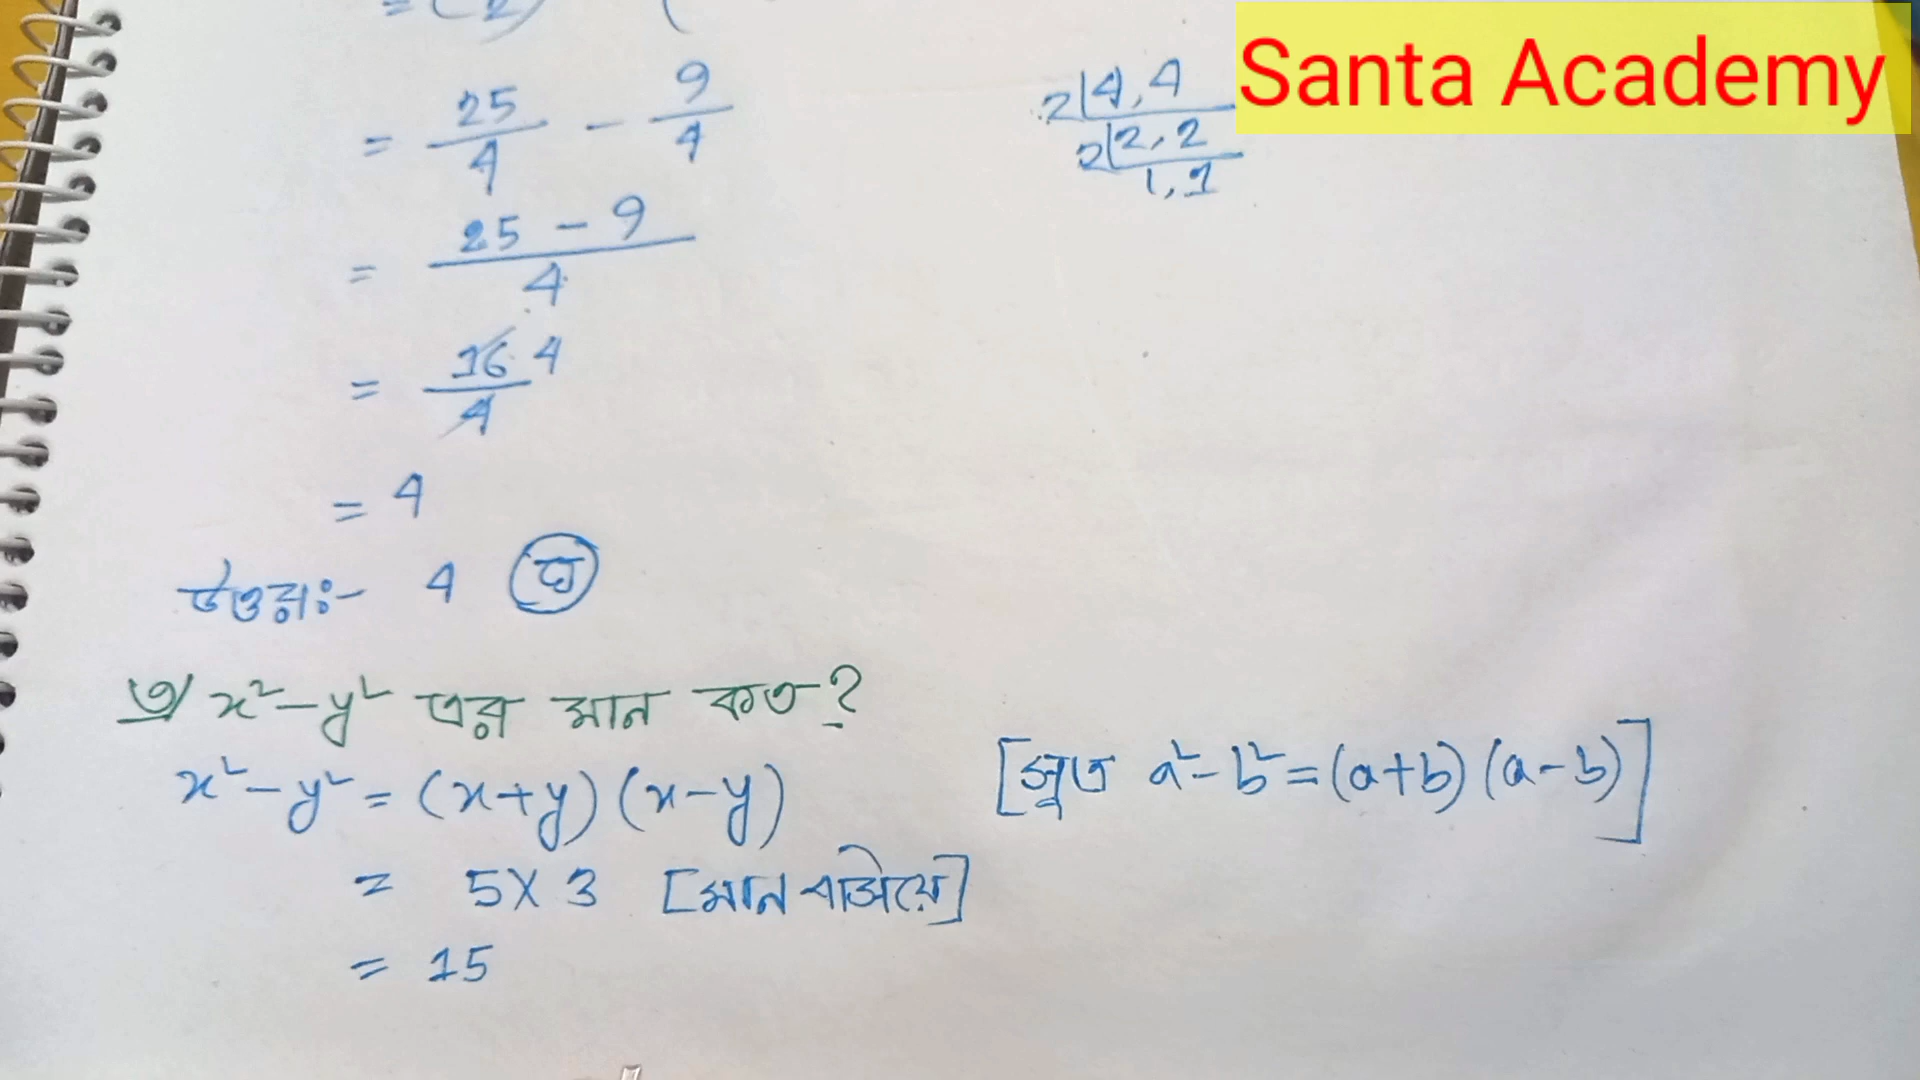 Santa Academy
= 25/4 - 9/4
2|4, 4
2|2, 2
1, 1
= 25 - 9 / 4
= 16 4 / 4
= 4
উত্তরঃ- 4 ঘ
৩/ x² - y² এর মান কত?
x² - y² = (x+y) (x-y) [সূত্র a² - b² = (a+b) (a-b)]
= 5 X 3 [মান বসিয়ে]
= 15